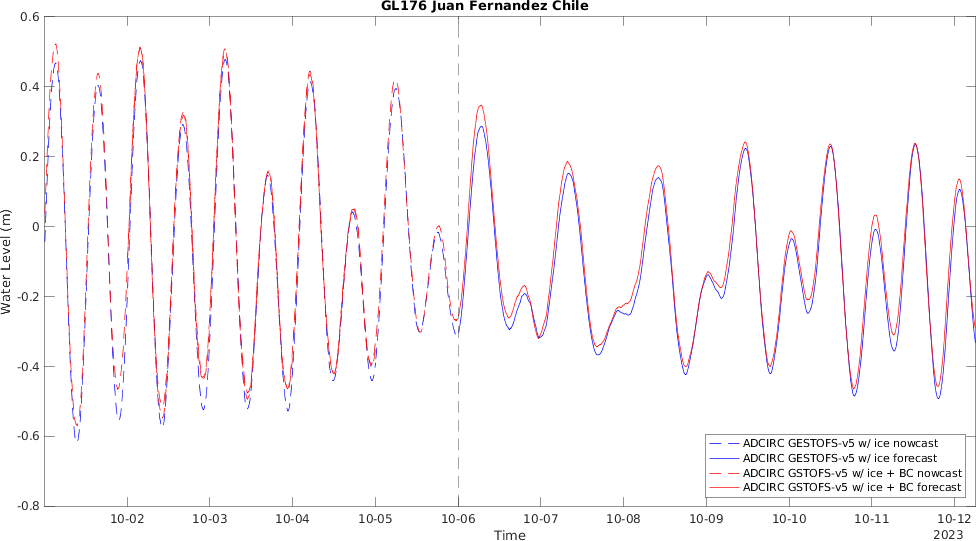 GL176 Juan Fernandez Chile
0.6
0.4
0.2
0
-0.2
-0.4
-0.6
-0.8
Water Level (m)
10-02 10-03 10-04 10-05 10-06 10-07 10-08 10-09 10-10 10-11 10-12
2023
Time
ADCIRC GESTOFS-v5 w/ ice nowcast
ADCIRC GESTOFS-v5 w/ ice forecast
ADCIRC GSTOFS-v5 w/ ice + BC nowcast
ADCIRC GSTOFS-v5 w/ ice + BC forecast